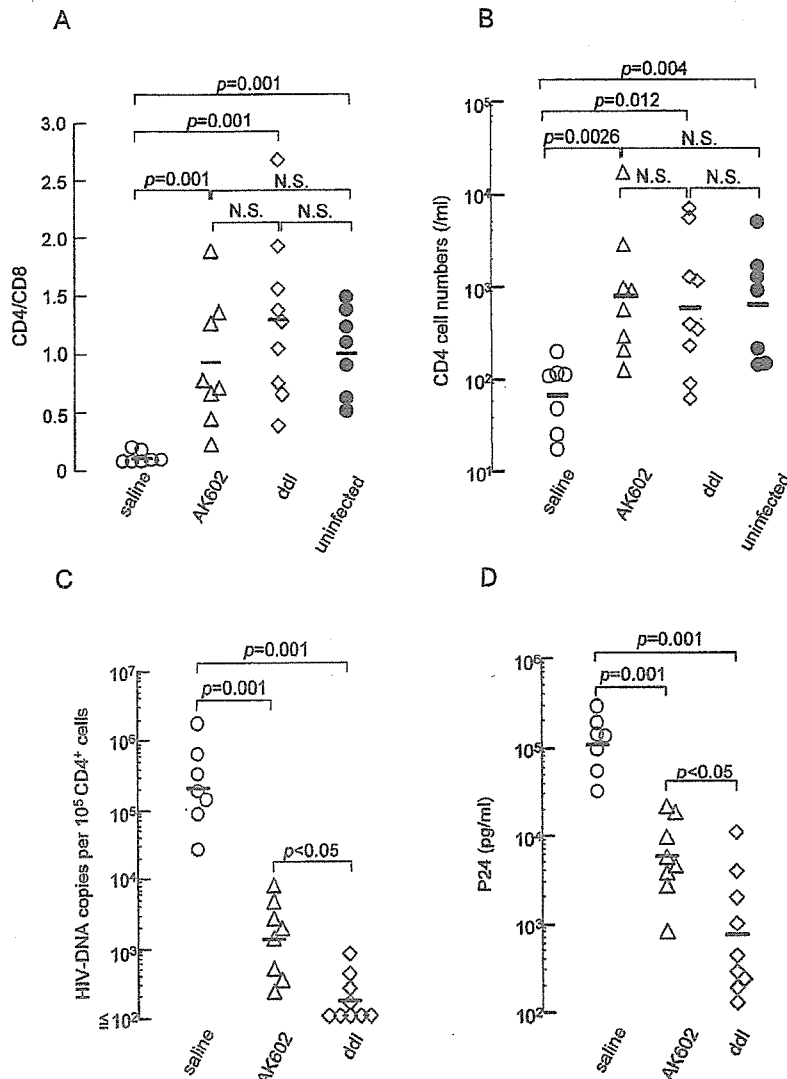 A
p=0.001
p=0.001
p=0.001
N.S.
N.S.
N.S.
CD4/CD8
3.0
2.5
2.0
1.5
1.0
0.5
0
saline
AK602
ddI
uninfected
B
p=0.004
p=0.012
p=0.0026
N.S.
N.S.
N.S.
CD4 cell numbers (/ml)
10⁵
10⁴
10³
10²
10¹
saline
AK602
ddI
uninfected
C
p=0.001
p=0.001
p<0.05
HIV-DNA copies per 10⁵ CD4⁺ cells
10⁷
10⁶
10⁵
10⁴
10³
≤10²
saline
AK602
ddI
D
p=0.001
p=0.001
p<0.05
P24 (pg/ml)
10⁶
10⁵
10⁴
10³
10²
saline
AK602
ddI